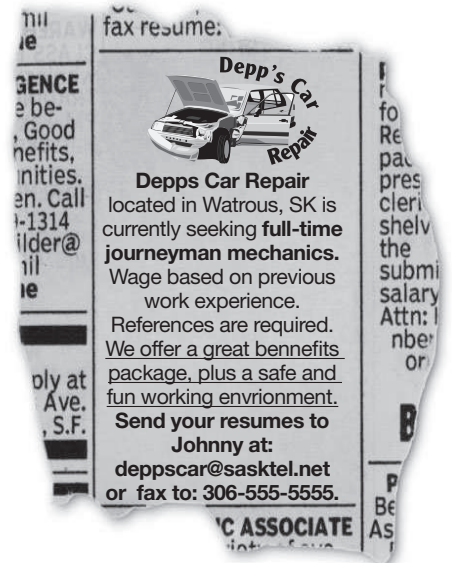 fax resume:
GENCE
e be-
, Good
nefits,
nities.
en. Call
-1314
ilder@
ply at
Ave.
, S.F.
Depp's Car
Repair
Depps Car Repair
located in Watrous, SK is
currently seeking full-time
journeyman mechanics.
Wage based on previous
work experience.
References are required.
We offer a great bennefits
package, plus a safe and
fun working envrionment.
Send your resumes to
Johnny at:
deppscar@sasktel.net
or fax to: 306-555-5555.
C ASSOCIATE
fo
Re
pac
pres
cleri
shelv
the
submi
salary
Attn:
nber
or
B
P
Be
As